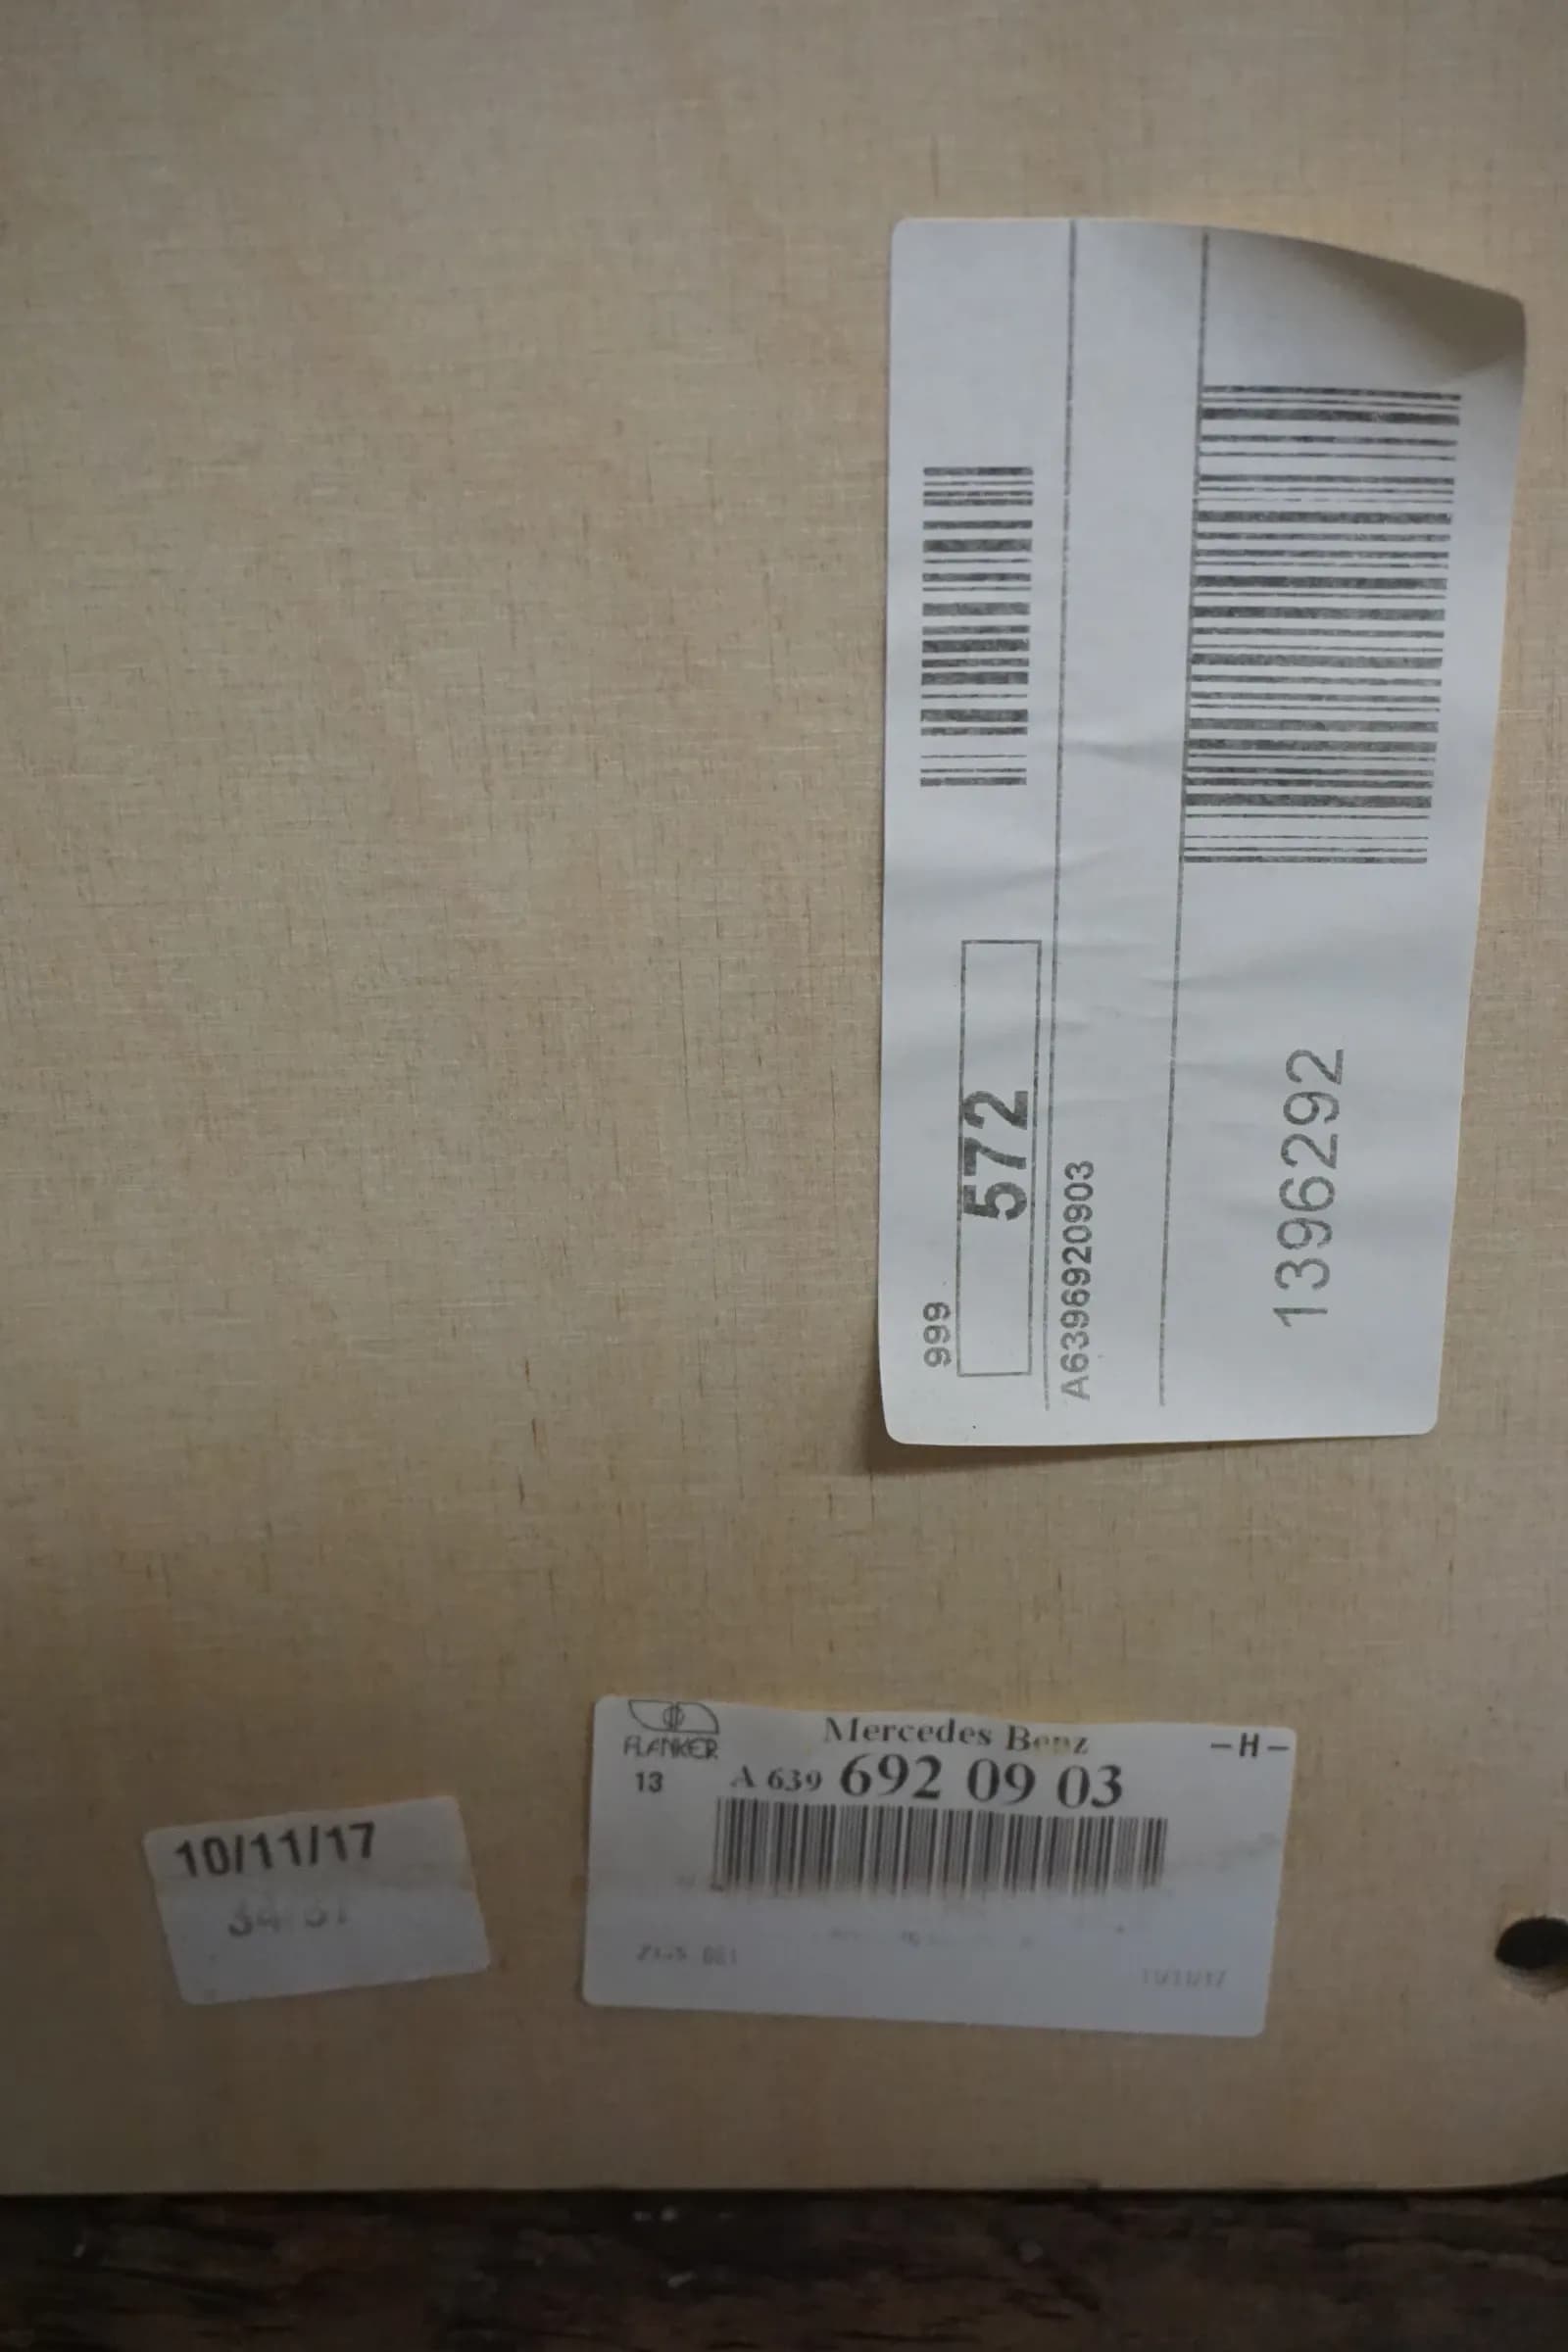 999
572
A6396920903
1396292
FLANKER
13
Mercedes Benz
-H-
A 639 692 09 03
10/11/17